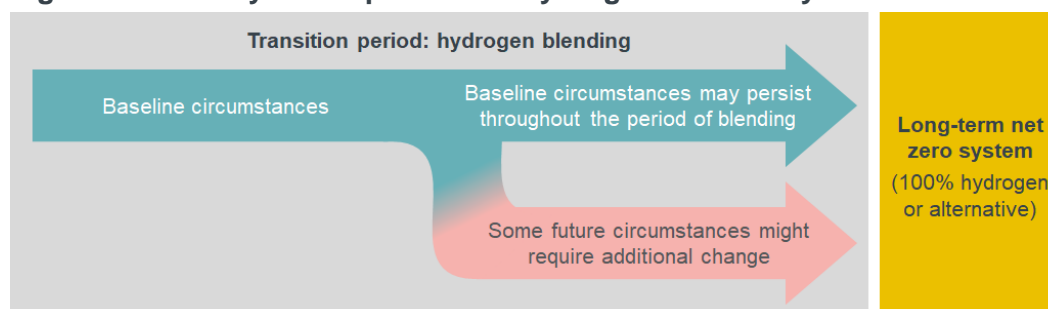 Transition period: hydrogen blending
Baseline circumstances
Baseline circumstances may persist
throughout the period of blending
Some future circumstances might
require additional change
Long-term net
zero system
(100% hydrogen
or alternative)